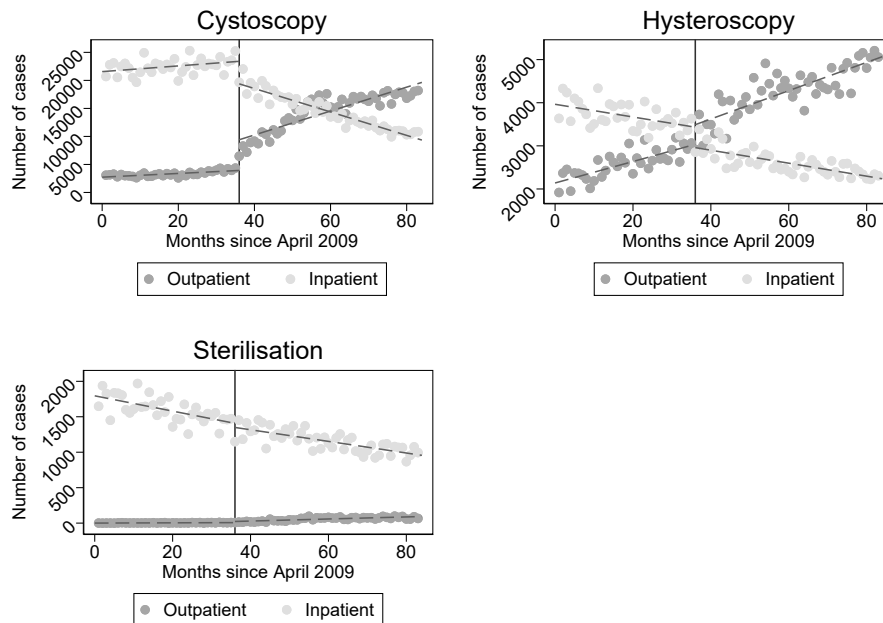 Cystoscopy
Number of cases
25000
20000
15000
10000
5000
0
0 20 40 60 80
Months since April 2009
Outpatient Inpatient
Hysteroscopy
Number of cases
5000
4000
3000
2000
0 20 40 60 80
Months since April 2009
Outpatient Inpatient
Sterilisation
Number of cases
2000
1500
1000
500
0
0 20 40 60 80
Months since April 2009
Outpatient Inpatient